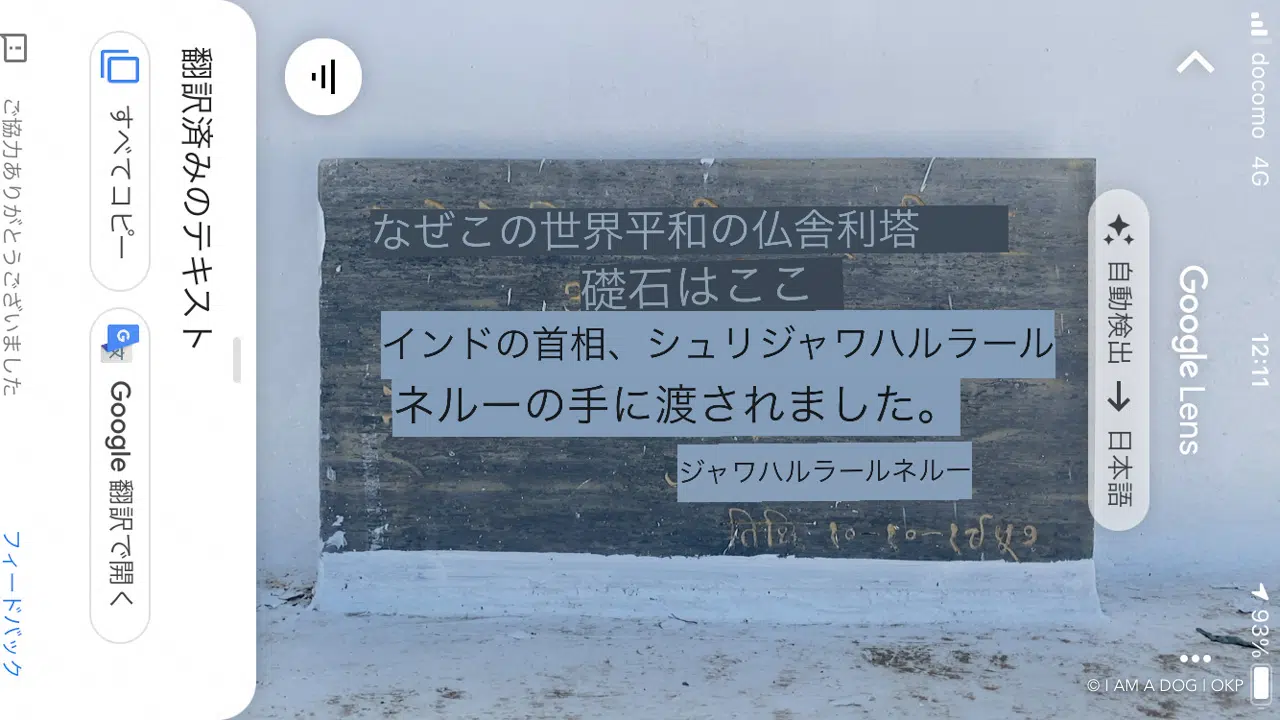 docomo 4G 12:11 93%
Google Lens
自動検出 → 日本語
なぜこの世界平和の仏舎利塔
礎石はここ
インドの首相、シュリジャワハルラール
ネルーの手に渡されました。
ジャワハルラールネルー
तिथि १०-१०-१९५७
翻訳済みのテキスト
すべてコピー
Google 翻訳で開く
ご協力ありがとうございました
フィードバック
© I AM A DOG | OKP